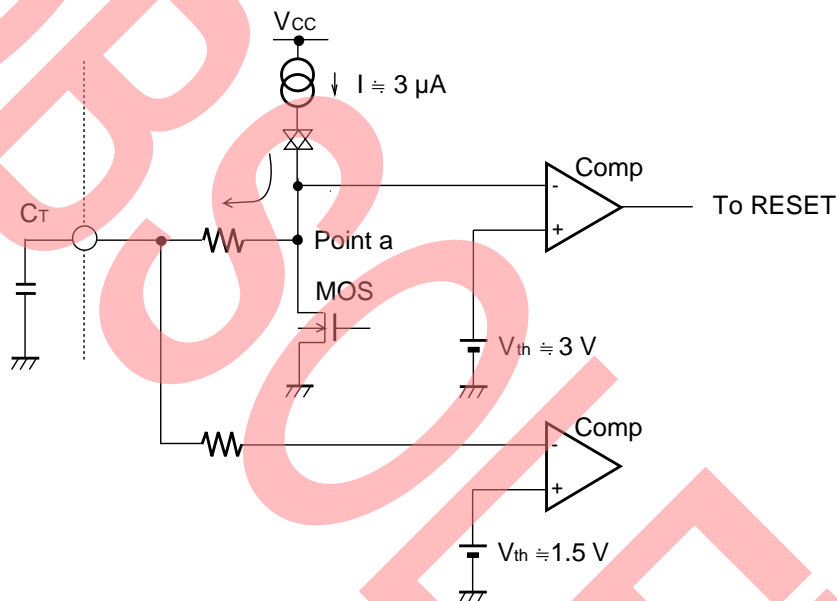 VCC
I ≒ 3 µA
Comp
-
+
To RESET
CT
Point a
MOS
Vth ≒ 3 V
Comp
-
+
Vth ≒ 1.5 V